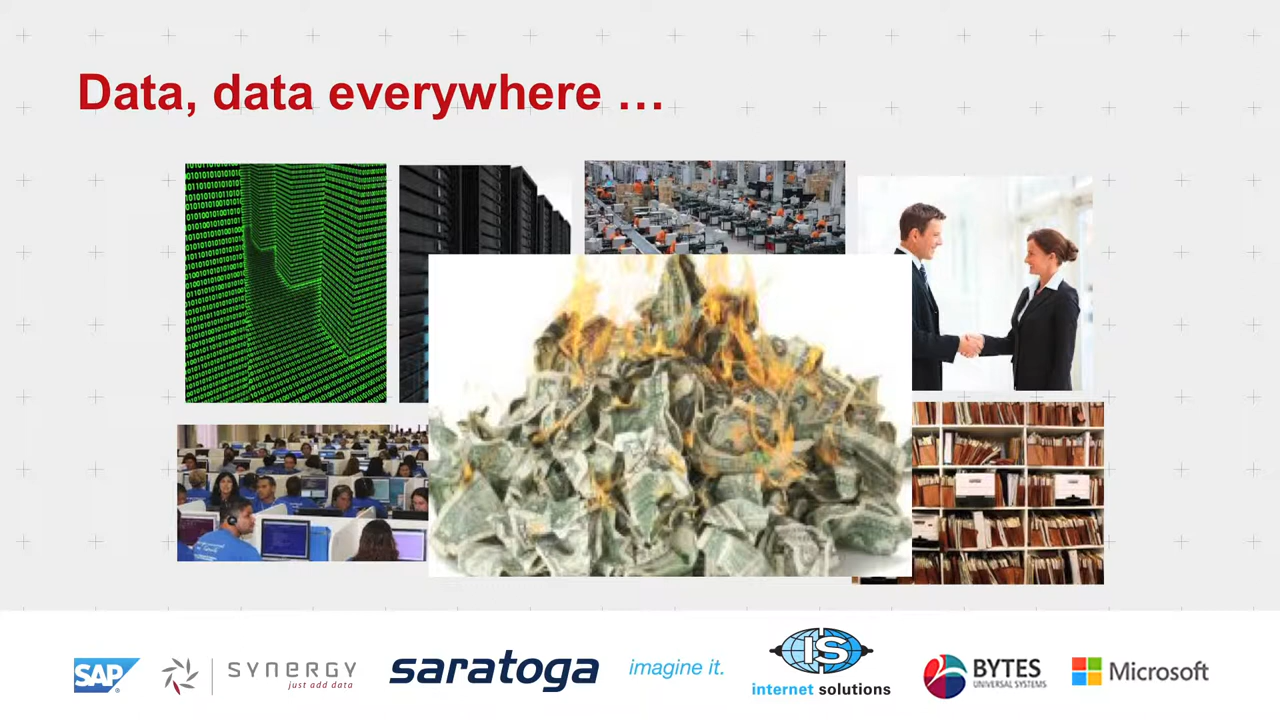 Data, data everywhere ...
SAP
SYNERGY
just add data
saratoga
imagine it.
IS
internet solutions
BYTES
UNIVERSAL SYSTEMS
Microsoft